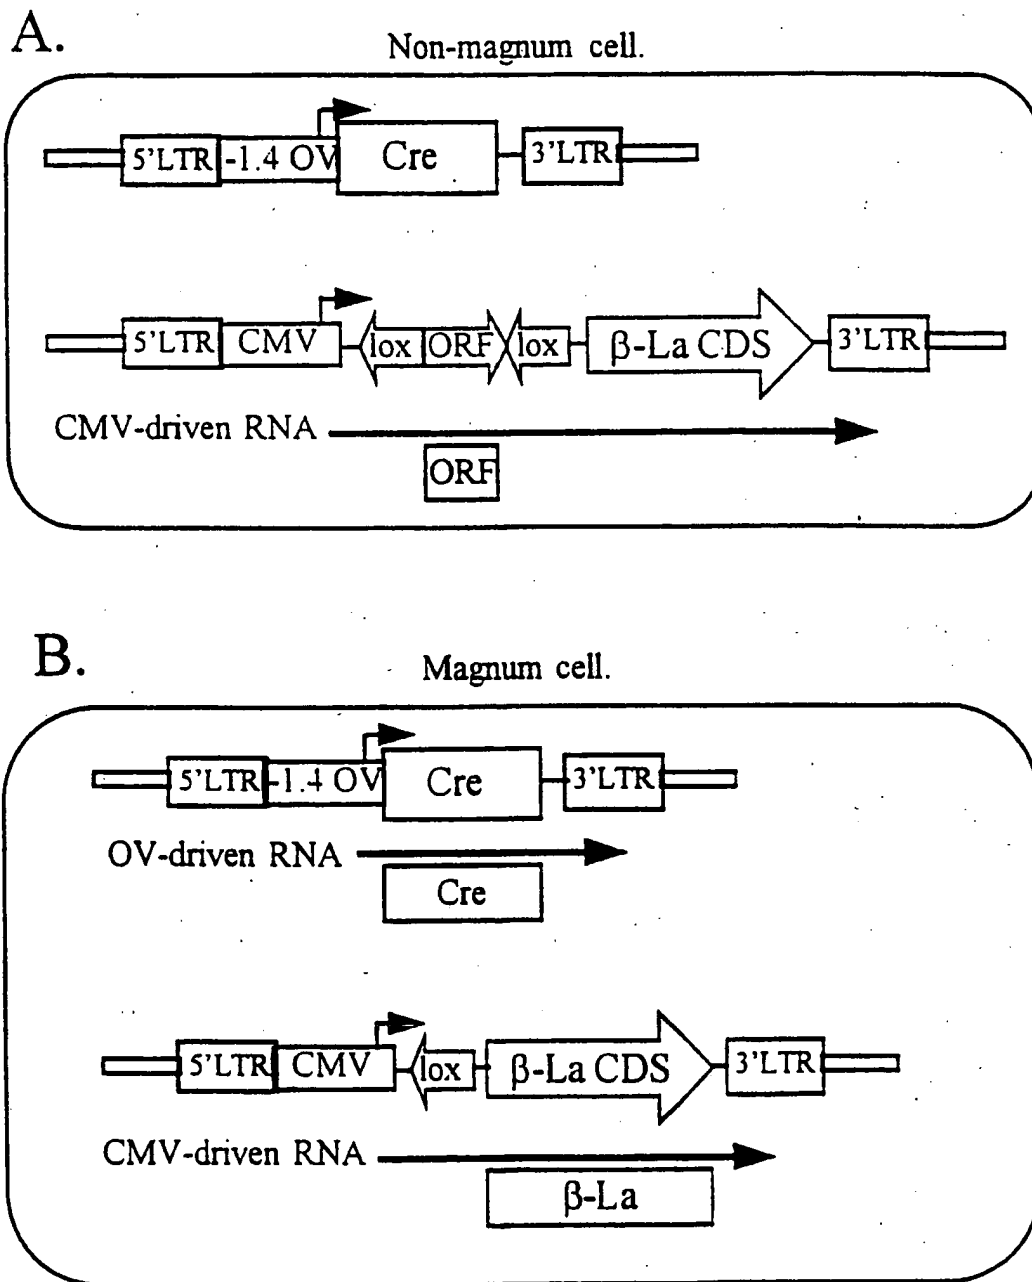 A.
Non-magnum cell.
5'LTR -1.4 OV Cre 3'LTR
5'LTR CMV lox ORF lox β-La CDS 3'LTR
CMV-driven RNA
ORF
B.
Magnum cell.
5'LTR -1.4 OV Cre 3'LTR
OV-driven RNA
Cre
5'LTR CMV lox β-La CDS 3'LTR
CMV-driven RNA
β-La